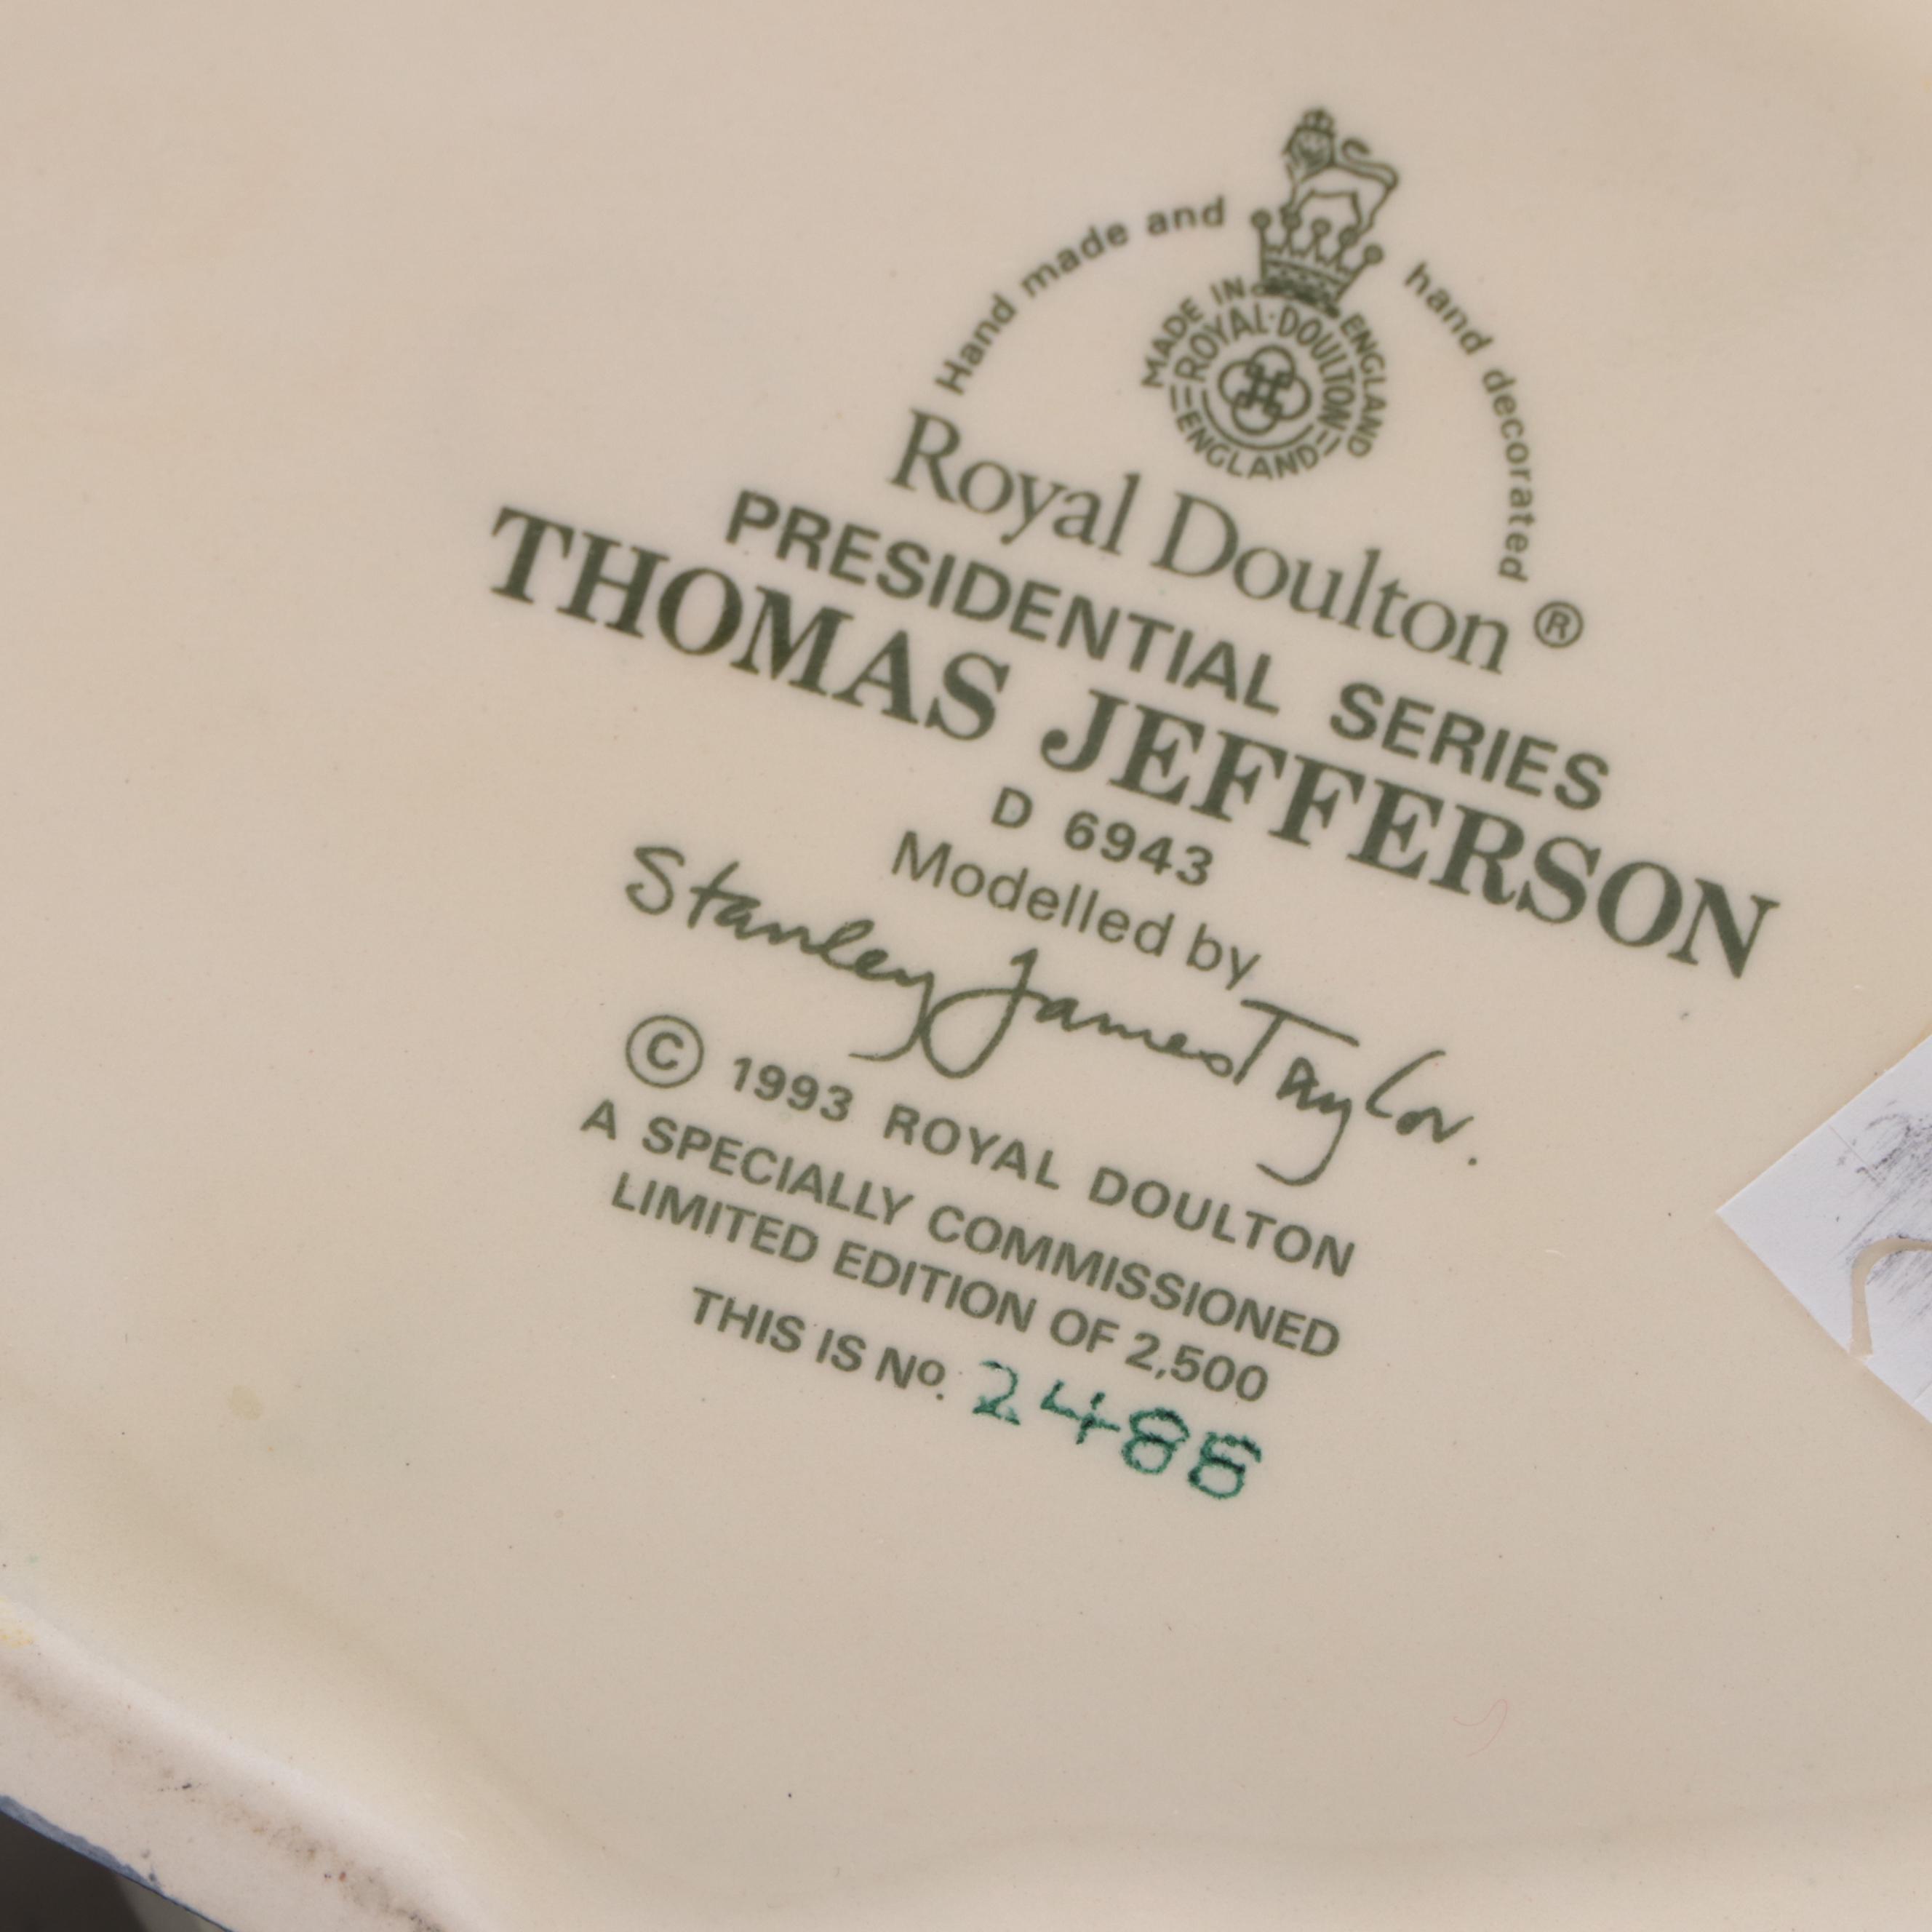 Hand made and hand decorated
MADE IN ENGLAND
ROYAL·DOULTON
ENGLAND
Royal Doulton ®
PRESIDENTIAL SERIES
THOMAS JEFFERSON
D 6943
Modelled by
Stanley James Taylor.
© 1993 ROYAL DOULTON
A SPECIALLY COMMISSIONED
LIMITED EDITION OF 2,500
THIS IS Nº.